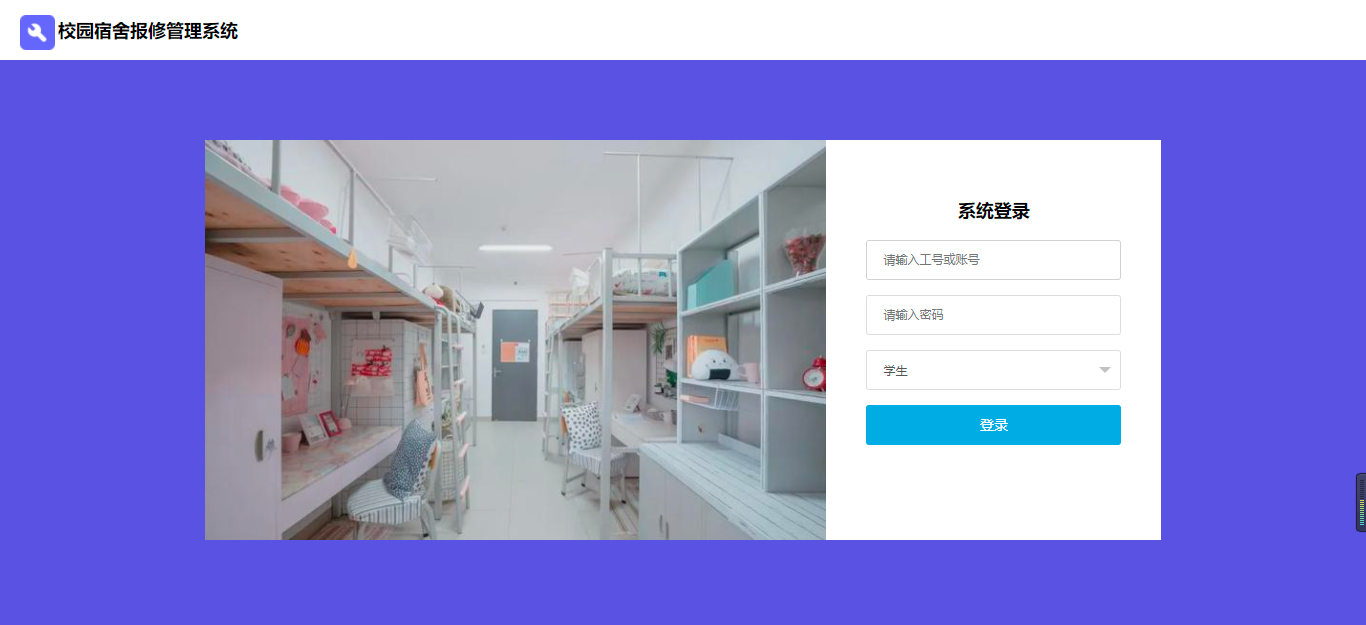 校园宿舍报修管理系统
系统登录
请输入工号或账号
请输入密码
学生
登录